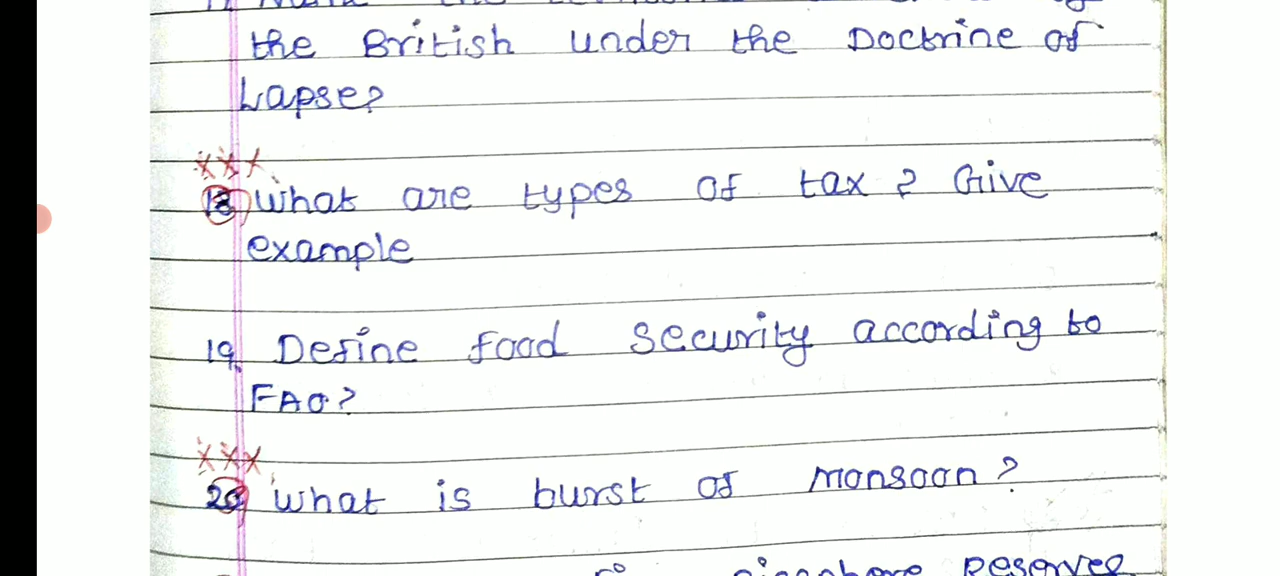 the British under the Doctrine of
Lapse?
xxx
18 What are types of tax ? Give
example
19. Define food security according to
FAO?
xxx
20 What is burst of monsoon ?
reserves